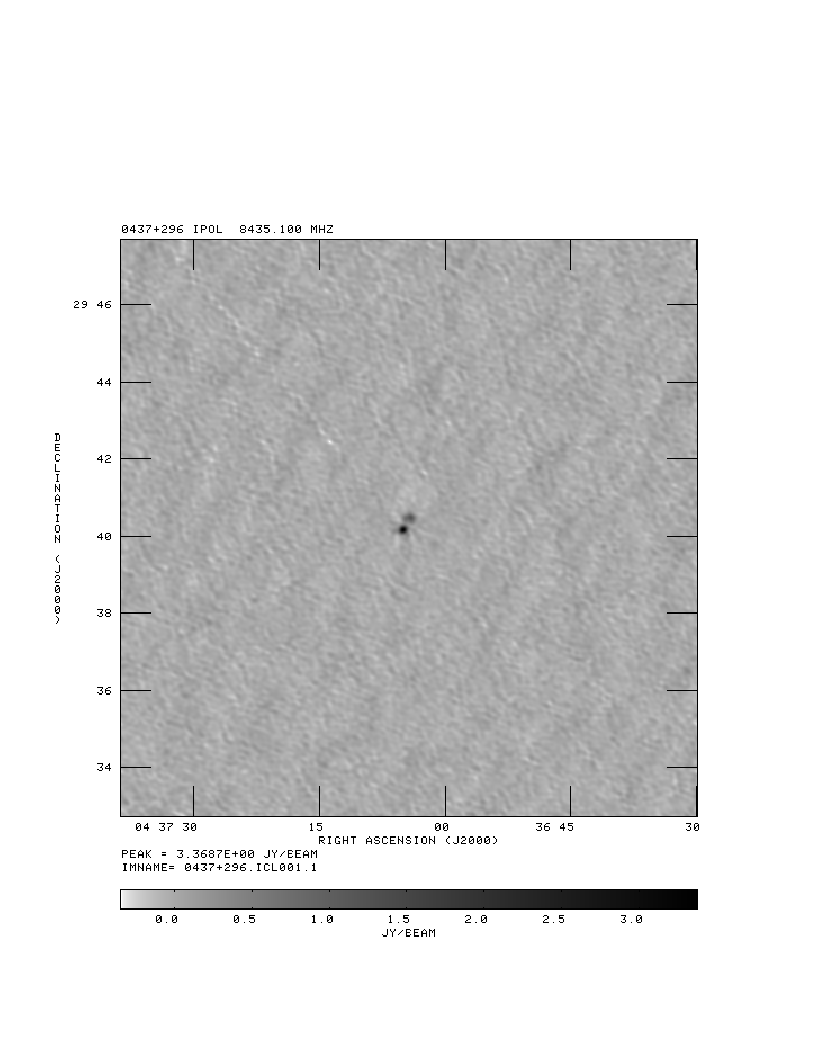 0437+296 IPOL 8435.100 MHZ
29 46
44
42
40
38
36
34
DECLINATION (J2000)
04 37 30 15 00 36 45 30
RIGHT ASCENSION (J2000)
PEAK = 3.3687E+00 JY/BEAM
IMNAME= 0437+296.ICL001.1
0.0 0.5 1.0 1.5 2.0 2.5 3.0
JY/BEAM